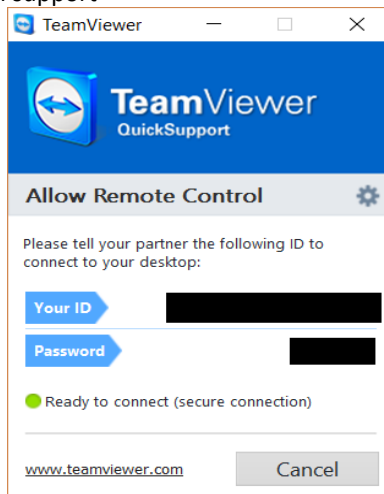 TeamViewer
TeamViewer
QuickSupport
Allow Remote Control
Please tell your partner the following ID to
connect to your desktop:
Your ID
Password
Ready to connect (secure connection)
www.teamviewer.com
Cancel